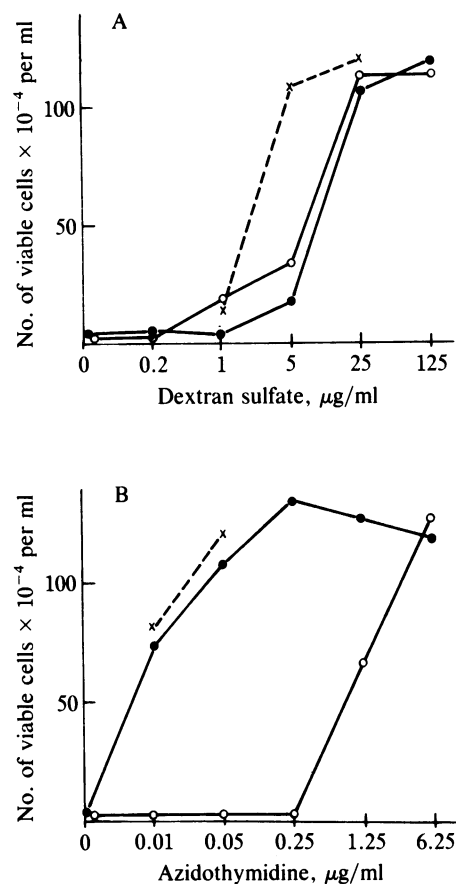 A
No. of viable cells × 10⁻⁴ per ml
100
50
0 0.2 1 5 25 125
Dextran sulfate, μg/ml
B
No. of viable cells × 10⁻⁴ per ml
100
50
0 0.01 0.05 0.25 1.25 6.25
Azidothymidine, μg/ml